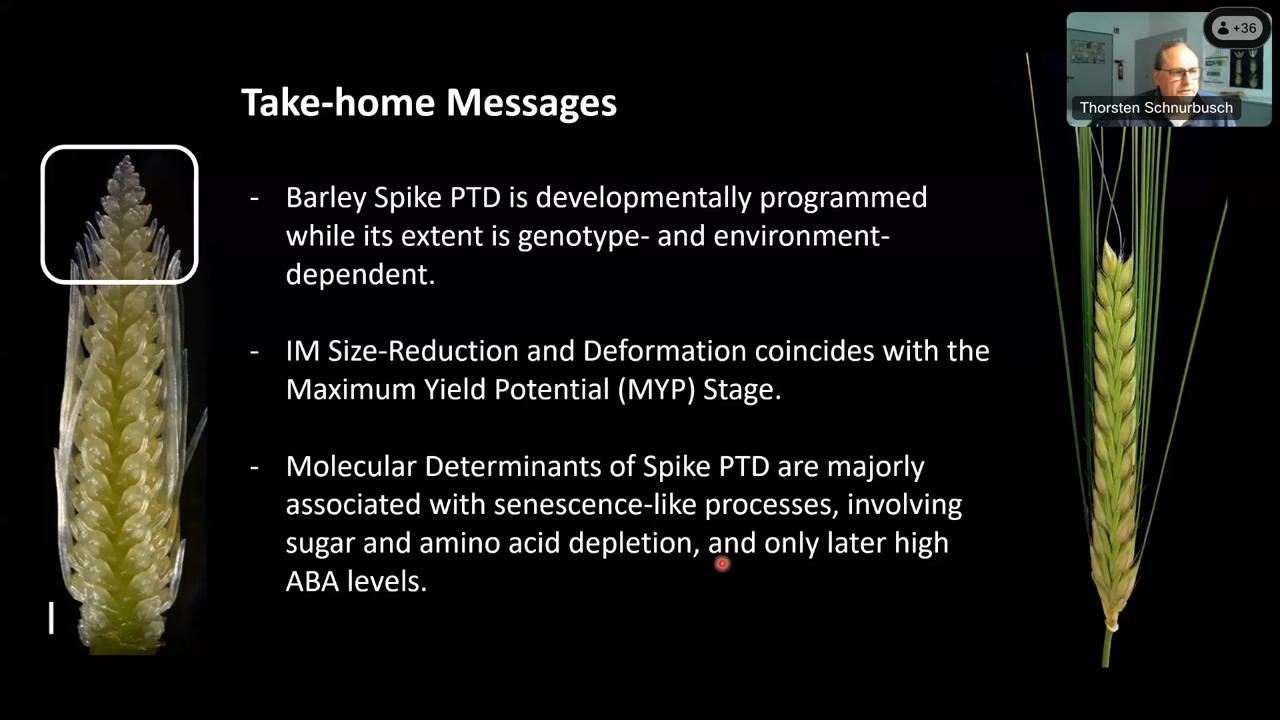 +36
Thorsten Schnurbusch
Take-home Messages
- Barley Spike PTD is developmentally programmed
while its extent is genotype- and environment-
dependent.
- IM Size-Reduction and Deformation coincides with the
Maximum Yield Potential (MYP) Stage.
- Molecular Determinants of Spike PTD are majorly
associated with senescence-like processes, involving
sugar and amino acid depletion, and only later high
ABA levels.